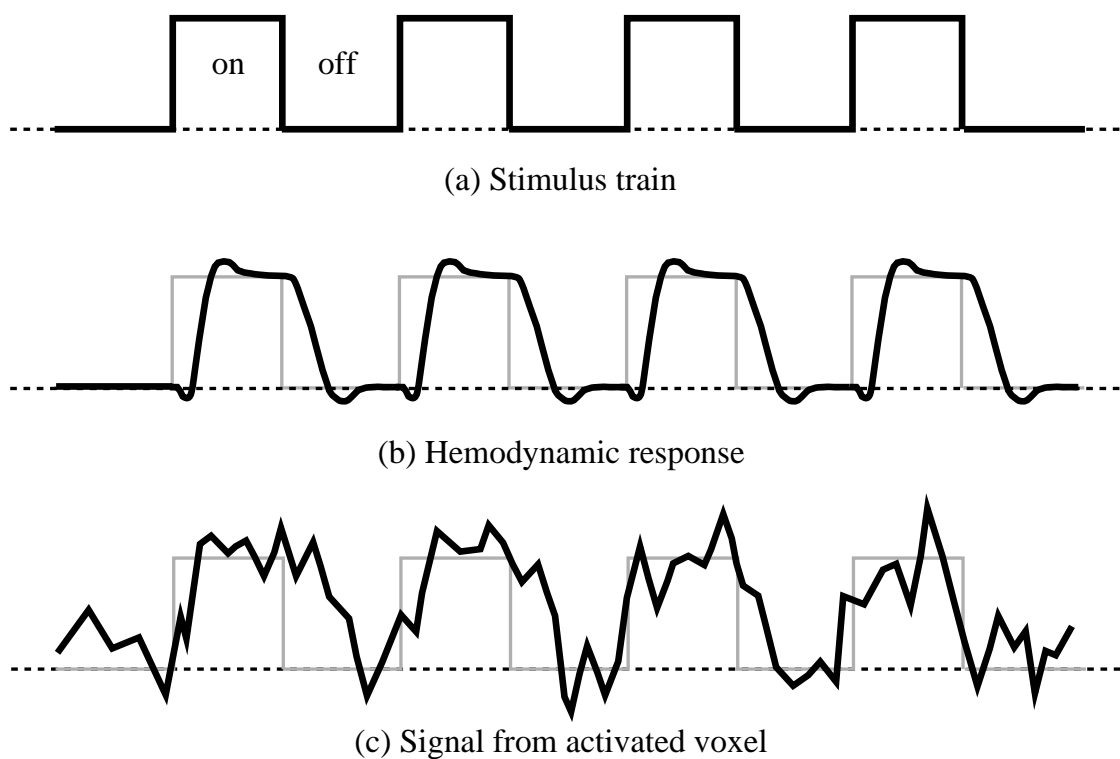 on off
(a) Stimulus train
(b) Hemodynamic response
(c) Signal from activated voxel